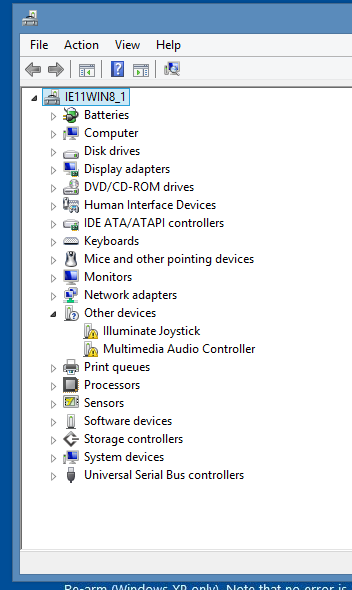 File Action View Help
IE11WIN8_1
Batteries
Computer
Disk drives
Display adapters
DVD/CD-ROM drives
Human Interface Devices
IDE ATA/ATAPI controllers
Keyboards
Mice and other pointing devices
Monitors
Network adapters
Other devices
Illuminate Joystick
Multimedia Audio Controller
Print queues
Processors
Sensors
Software devices
Storage controllers
System devices
Universal Serial Bus controllers
Re-arm (Windows XP only). Note that no error is